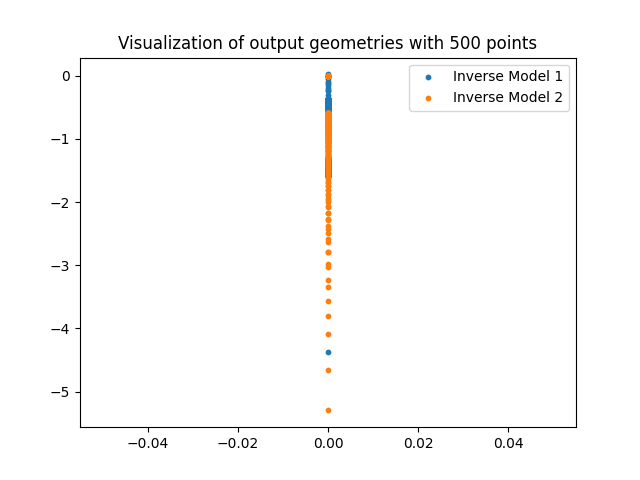 Visualization of output geometries with 500 points
Inverse Model 1
Inverse Model 2
0
−1
−2
−3
−4
−5
−0.04 −0.02 0.00 0.02 0.04